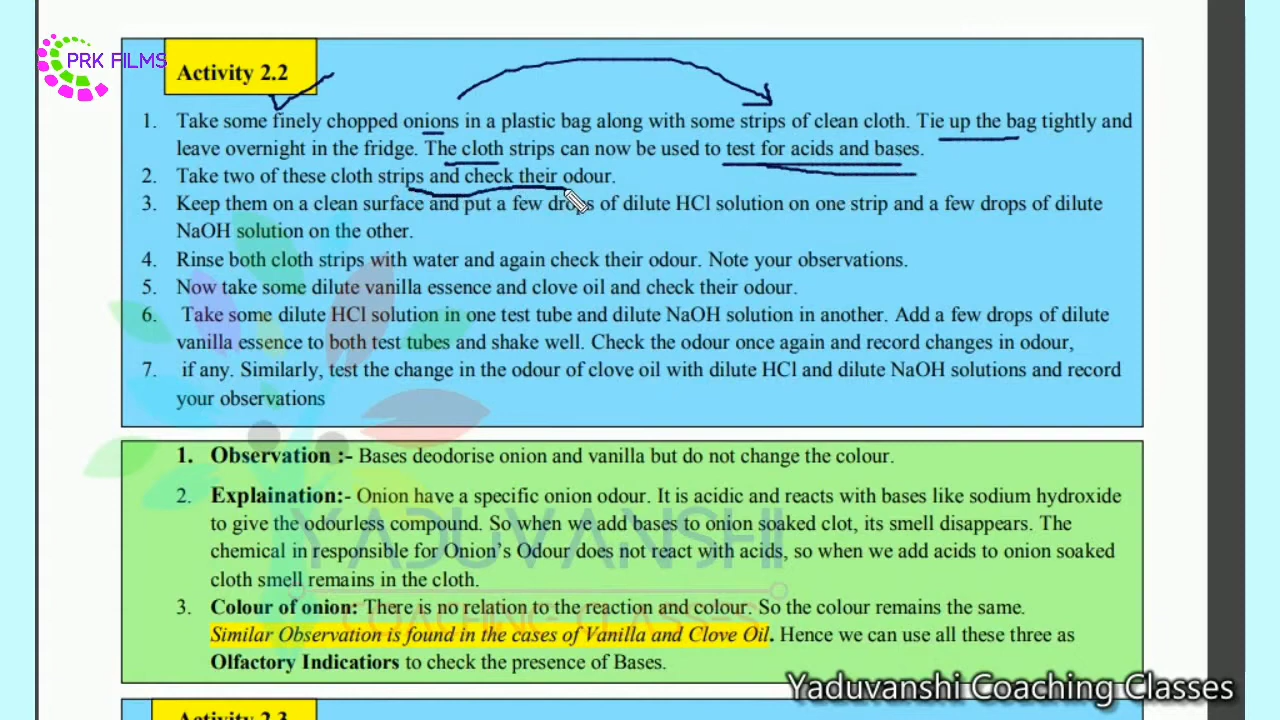 PRK FILMS
Activity 2.2
1. Take some finely chopped onions in a plastic bag along with some strips of clean cloth. Tie up the bag tightly and
leave overnight in the fridge. The cloth strips can now be used to test for acids and bases.
2. Take two of these cloth strips and check their odour.
3. Keep them on a clean surface and put a few drops of dilute HCl solution on one strip and a few drops of dilute
NaOH solution on the other.
4. Rinse both cloth strips with water and again check their odour. Note your observations.
5. Now take some dilute vanilla essence and clove oil and check their odour.
6. Take some dilute HCl solution in one test tube and dilute NaOH solution in another. Add a few drops of dilute
vanilla essence to both test tubes and shake well. Check the odour once again and record changes in odour,
7. if any. Similarly, test the change in the odour of clove oil with dilute HCl and dilute NaOH solutions and record
your observations
1. Observation :- Bases deodorise onion and vanilla but do not change the colour.
2. Explaination:- Onion have a specific onion odour. It is acidic and reacts with bases like sodium hydroxide
to give the odourless compound. So when we add bases to onion soaked clot, its smell disappears. The
chemical in responsible for Onion's Odour does not react with acids, so when we add acids to onion soaked
cloth smell remains in the cloth.
3. Colour of onion: There is no relation to the reaction and colour. So the colour remains the same.
Similar Observation is found in the cases of Vanilla and Clove Oil. Hence we can use all these three as
Olfactory Indicatiors to check the presence of Bases.
YADUVANSHI
COACHING CLASSES
Yaduvanshi Coaching Classes
Activity 2.3